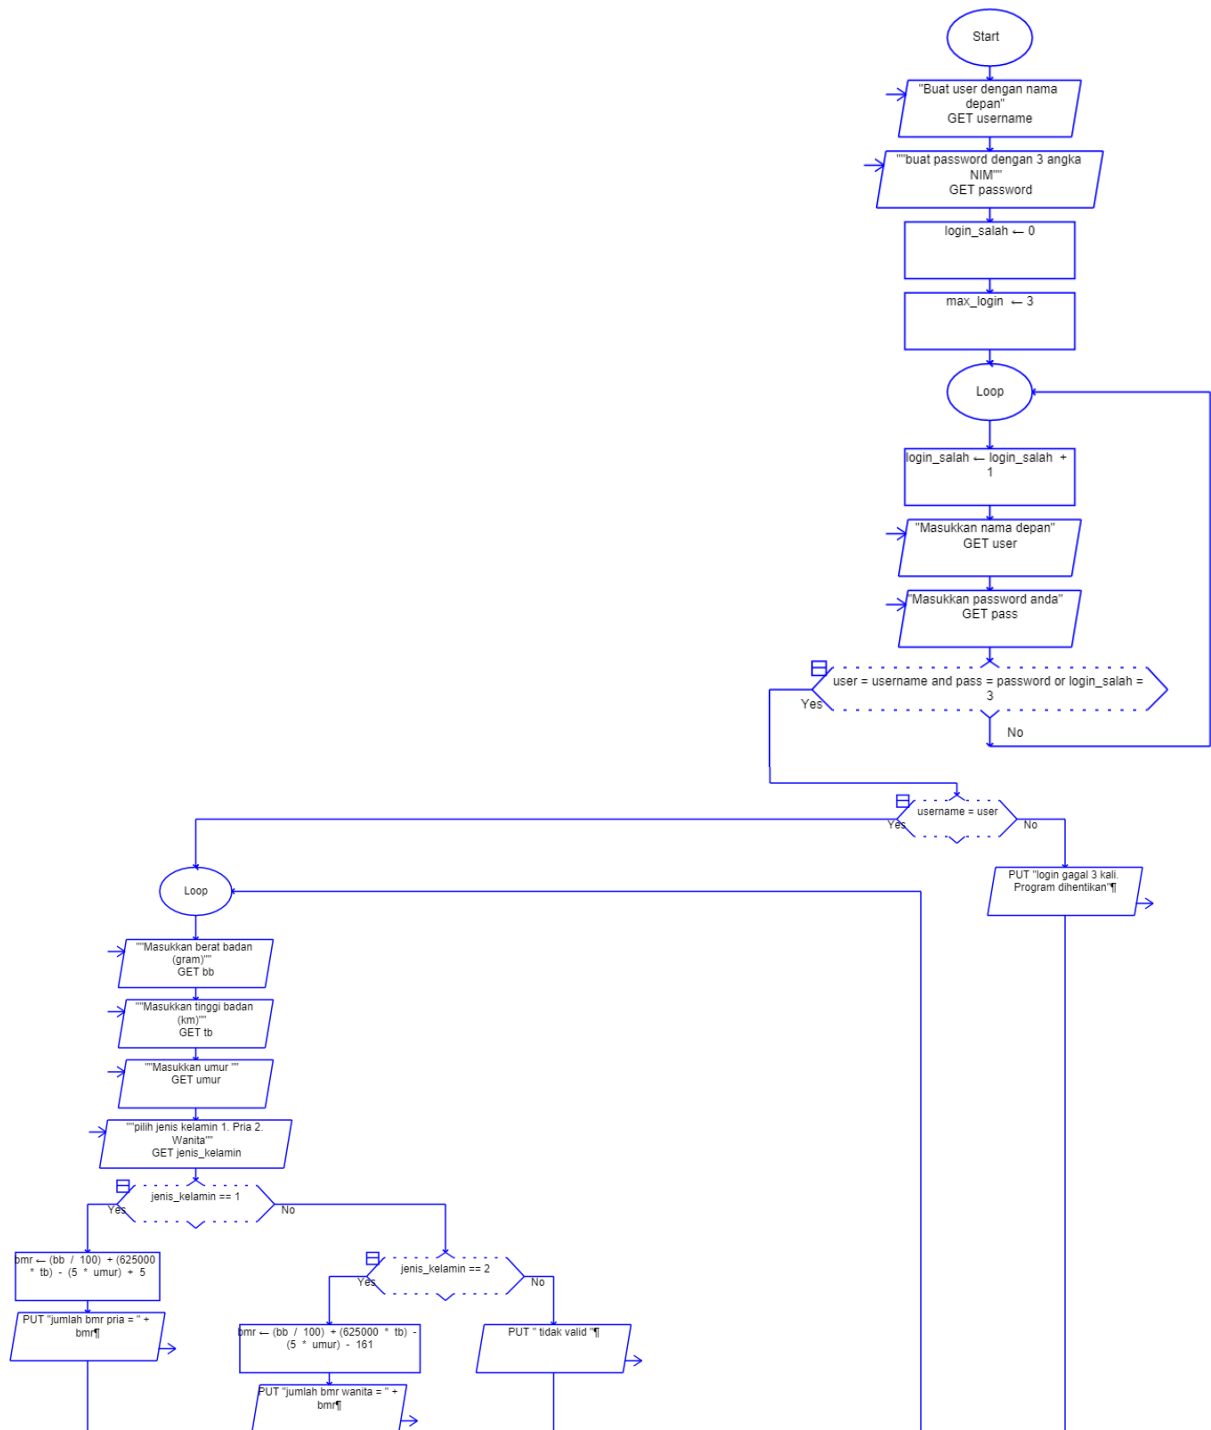 Start
"Buat user dengan nama
depan"
GET username
""buat password dengan 3 angka
NIM""
GET password
login_salah ← 0
max_login ← 3
Loop
login_salah ← login_salah +
1
"Masukkan nama depan"
GET user
"Masukkan password anda"
GET pass
user = username and pass = password or login_salah =
3
Yes
No
username = user
Yes
No
PUT "login gagal 3 kali.
Program dihentikan"¶
Loop
""Masukkan berat badan
(gram)""
GET bb
""Masukkan tinggi badan
(km)""
GET tb
""Masukkan umur ""
GET umur
""pilih jenis kelamin 1. Pria 2.
Wanita""
GET jenis_kelamin
jenis_kelamin == 1
Yes
No
bmr ← (bb / 100) + (625000
* tb) - (5 * umur) + 5
PUT "jumlah bmr pria = " +
bmr¶
jenis_kelamin == 2
Yes
No
bmr ← (bb / 100) + (625000 * tb) -
(5 * umur) - 161
PUT "jumlah bmr wanita = " +
bmr¶
PUT " tidak valid "¶